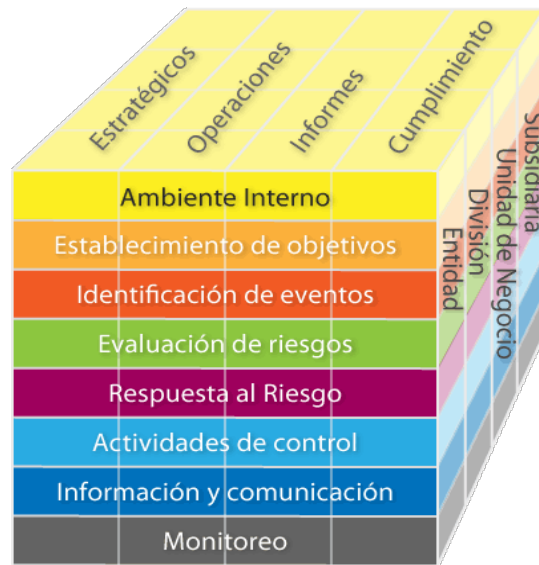 Estratégicos
Operaciones
Informes
Cumplimiento
Ambiente Interno
Establecimiento de objetivos
Identificación de eventos
Evaluación de riesgos
Respuesta al Riesgo
Actividades de control
Información y comunicación
Monitoreo
Entidad
División
Unidad de Negocio
Subsidiaria